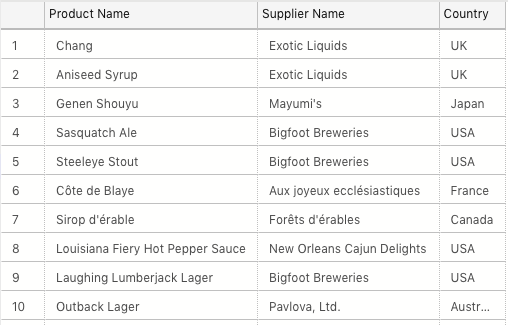 Product Name Supplier Name Country
1 Chang Exotic Liquids UK
2 Aniseed Syrup Exotic Liquids UK
3 Genen Shouyu Mayumi's Japan
4 Sasquatch Ale Bigfoot Breweries USA
5 Steeleye Stout Bigfoot Breweries USA
6 Côte de Blaye Aux joyeux ecclésiastiques France
7 Sirop d'érable Forêts d'érables Canada
8 Louisiana Fiery Hot Pepper Sauce New Orleans Cajun Delights USA
9 Laughing Lumberjack Lager Bigfoot Breweries USA
10 Outback Lager Pavlova, Ltd. Austr...